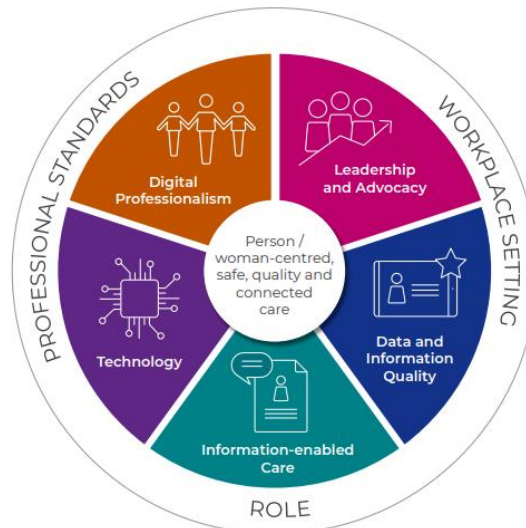 PROFESSIONAL STANDARDS
WORKPLACE SETTING
Digital
Professionalism
Leadership
and Advocacy
Person /
woman-centred,
safe, quality and
connected
care
Technology
Data and
Information
Quality
Information-enabled
Care
ROLE